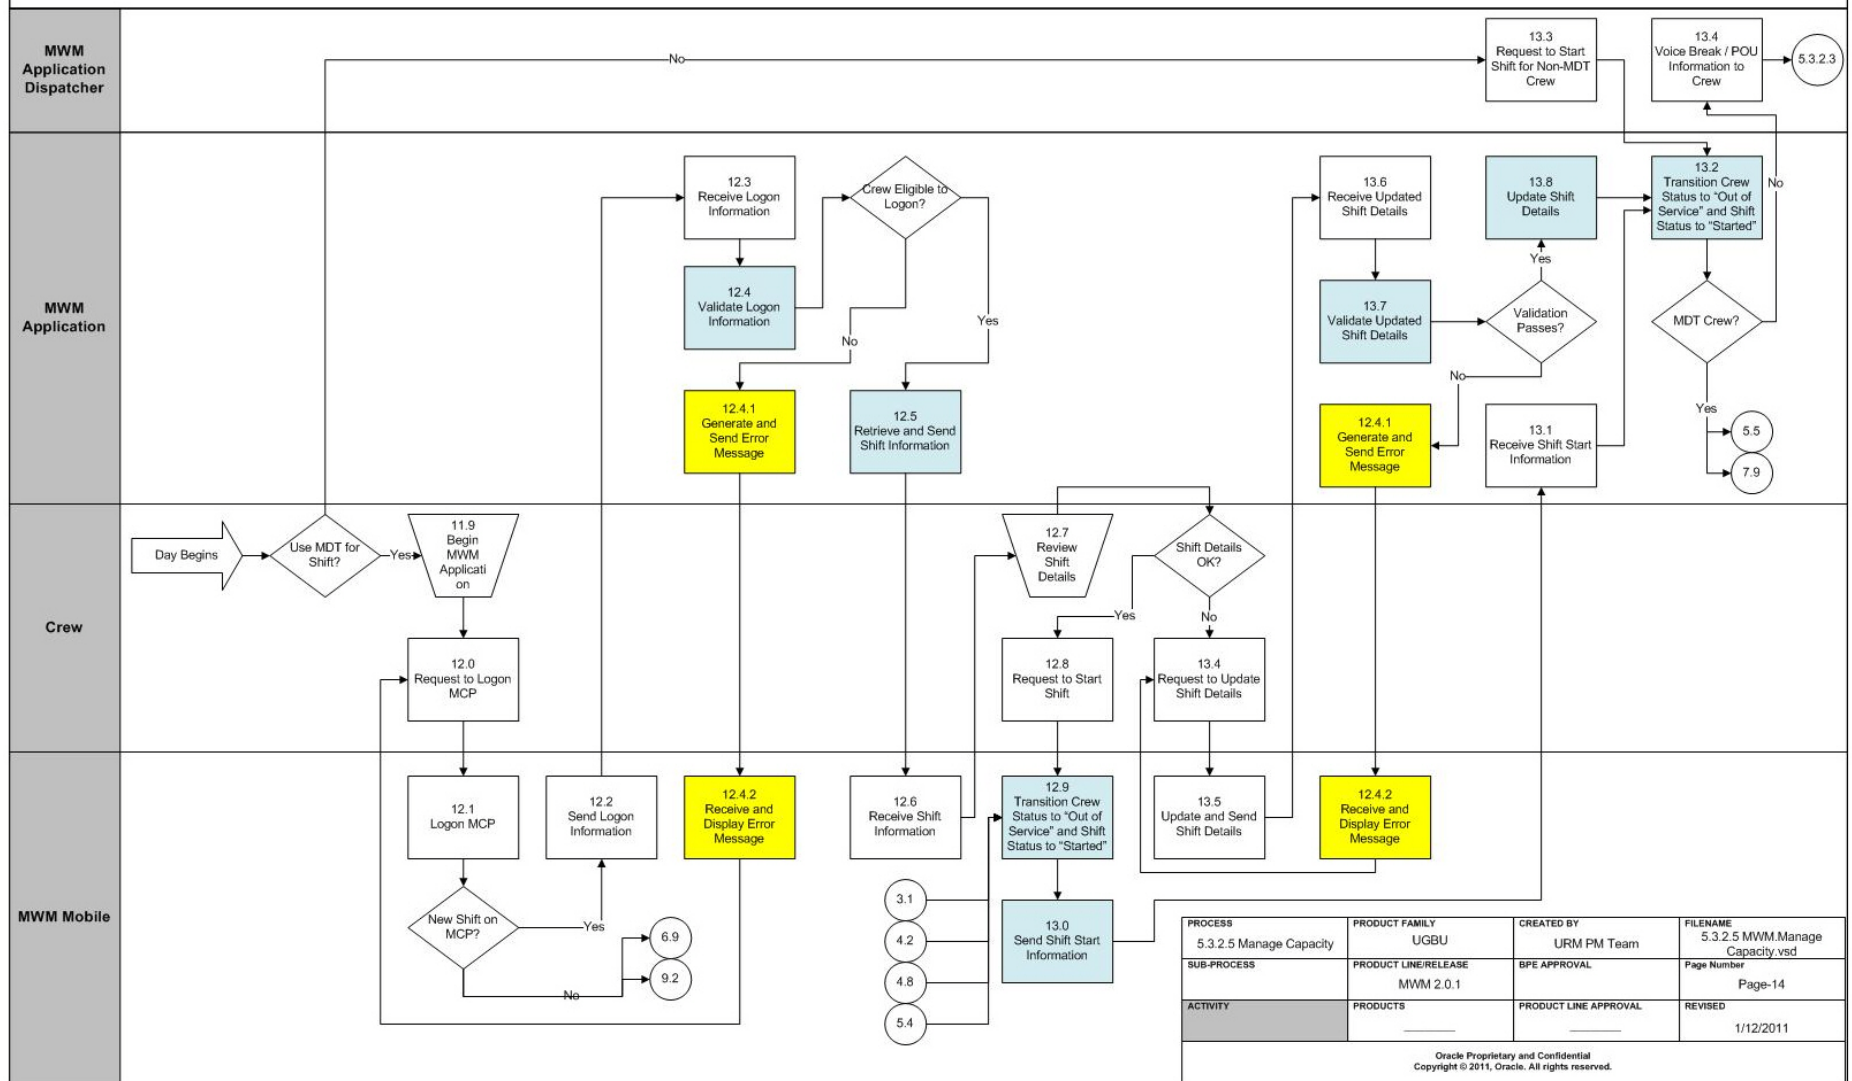 MWM
Application
Dispatcher
No
13.3
Request to Start
Shift for Non-MDT
Crew
13.4
Voice Break / POU
Information to
Crew
5.3.2.3
MWM
Application
12.3
Receive Logon
Information
Crew Eligible to
Logon?
12.4
Validate Logon
Information
No
Yes
12.4.1
Generate and
Send Error
Message
12.5
Retrieve and Send
Shift Information
13.6
Receive Updated
Shift Details
13.8
Update Shift
Details
13.2
Transition Crew
Status to “Out of
Service” and Shift
Status to “Started”
No
Yes
13.7
Validate Updated
Shift Details
Validation
Passes?
MDT Crew?
No
12.4.1
Generate and
Send Error
Message
13.1
Receive Shift Start
Information
Yes
5.5
7.9
Crew
Day Begins
Use MDT for
Shift?
Yes
11.9
Begin
MWM
Applicati
on
12.7
Review
Shift
Details
Shift Details
OK?
Yes
No
12.0
Request to Logon
MCP
12.8
Request to Start
Shift
13.4
Request to Update
Shift Details
MWM Mobile
12.1
Logon MCP
12.2
Send Logon
Information
12.4.2
Receive and
Display Error
Message
12.6
Receive Shift
Information
12.9
Transition Crew
Status to “Out of
Service” and Shift
Status to “Started”
13.5
Update and Send
Shift Details
12.4.2
Receive and
Display Error
Message
New Shift on
MCP?
Yes
No
6.9
9.2
3.1
4.2
4.8
5.4
13.0
Send Shift Start
Information
PROCESS
5.3.2.5 Manage Capacity
PRODUCT FAMILY
UGBU
CREATED BY
URM PM Team
FILENAME
5.3.2.5 MWM.Manage
Capacity.vsd
SUB-PROCESS
PRODUCT LINE/RELEASE
MWM 2.0.1
BPE APPROVAL
Page Number
Page-14
ACTIVITY
PRODUCTS
PRODUCT LINE APPROVAL
REVISED
1/12/2011
Oracle Proprietary and Confidential
Copyright © 2011, Oracle. All rights reserved.